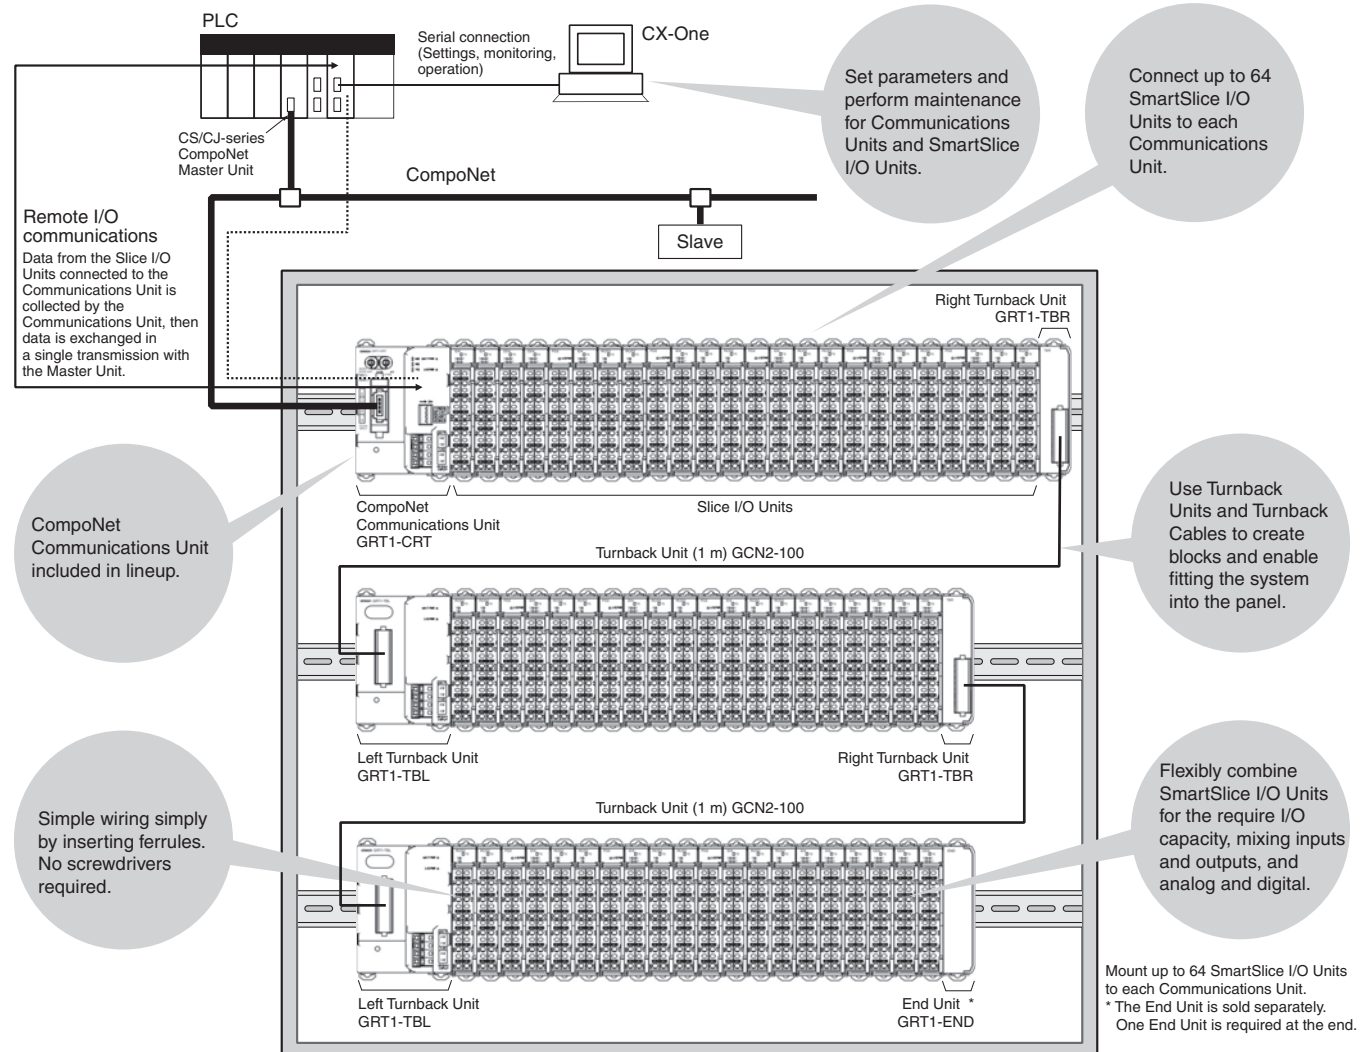 PLC
Serial connection
(Settings, monitoring,
operation)
CX-One
CS/CJ-series
CompoNet
Master Unit
CompoNet
Slave
Set parameters and
perform maintenance
for Communications
Units and SmartSlice
I/O Units.
Connect up to 64
SmartSlice I/O
Units to each
Communications
Unit.
Remote I/O
communications
Data from the Slice I/O
Units connected to the
Communications Unit is
collected by the
Communications Unit, then
data is exchanged in
a single transmission with
the Master Unit.
Right Turnback Unit
GRT1-TBR
CompoNet
Communications Unit
GRT1-CRT
Slice I/O Units
CompoNet
Communications Unit
included in lineup.
Turnback Unit (1 m) GCN2-100
Use Turnback
Units and Turnback
Cables to create
blocks and enable
fitting the system
into the panel.
Left Turnback Unit
GRT1-TBL
Right Turnback Unit
GRT1-TBR
Turnback Unit (1 m) GCN2-100
Simple wiring simply
by inserting ferrules.
No screwdrivers
required.
Flexibly combine
SmartSlice I/O Units
for the require I/O
capacity, mixing inputs
and outputs, and
analog and digital.
Left Turnback Unit
GRT1-TBL
End Unit *
GRT1-END
Mount up to 64 SmartSlice I/O Units
to each Communications Unit.
* The End Unit is sold separately.
One End Unit is required at the end.